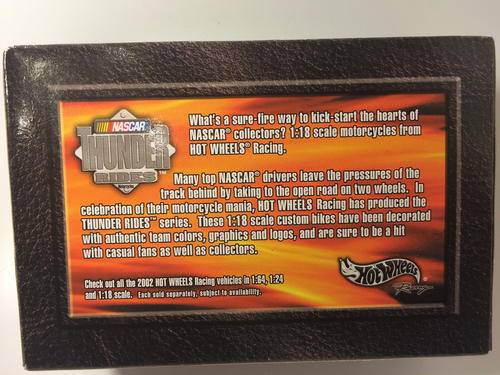 NASCAR
THUNDER
RIDES™
What's a sure-fire way to kick-start the hearts of
NASCAR® collectors? 1:18 scale motorcycles from
HOT WHEELS® Racing.
Many top NASCAR® drivers leave the pressures of the
track behind by taking to the open road on two wheels. In
celebration of their motorcycle mania, HOT WHEELS Racing has produced the
THUNDER RIDES™ series. These 1:18 scale custom bikes have been decorated
with authentic team colors, graphics and logos, and are sure to be a hit
with casual fans as well as collectors.
Check out all the 2002 HOT WHEELS Racing vehicles in 1:64, 1:24
and 1:18 scale. Each sold separately, subject to availability.
Hot Wheels®
Racing